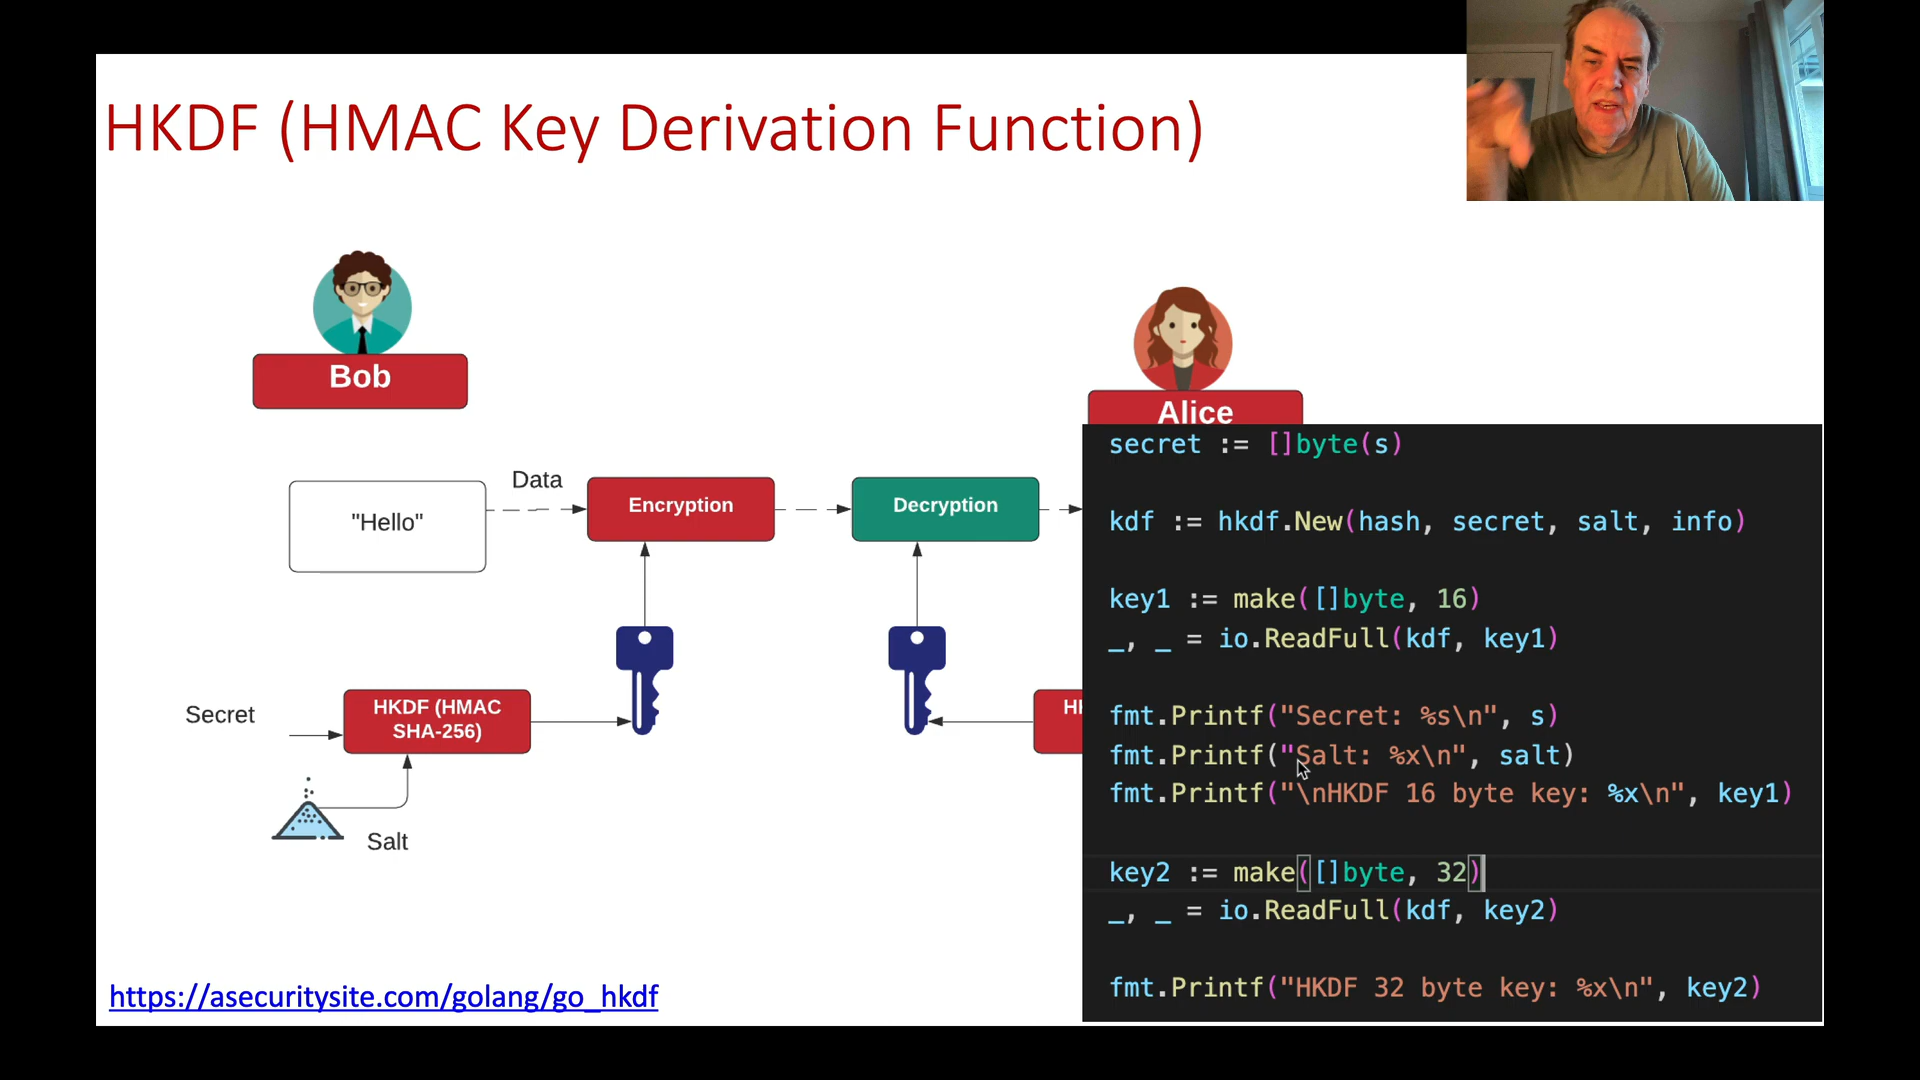 HKDF (HMAC Key Derivation Function)
Bob
Alice
"Hello"
Data
Encryption
Decryption
Secret
HKDF (HMAC
SHA-256)
Salt
secret := []byte(s)
kdf := hkdf.New(hash, secret, salt, info)
key1 := make([]byte, 16)
_, _ = io.ReadFull(kdf, key1)
fmt.Printf("Secret: %s\n", s)
fmt.Printf("Salt: %x\n", salt)
fmt.Printf("\nHKDF 16 byte key: %x\n", key1)
key2 := make([]byte, 32)
_, _ = io.ReadFull(kdf, key2)
fmt.Printf("HKDF 32 byte key: %x\n", key2)
https://asecuritysite.com/golang/go_hkdf